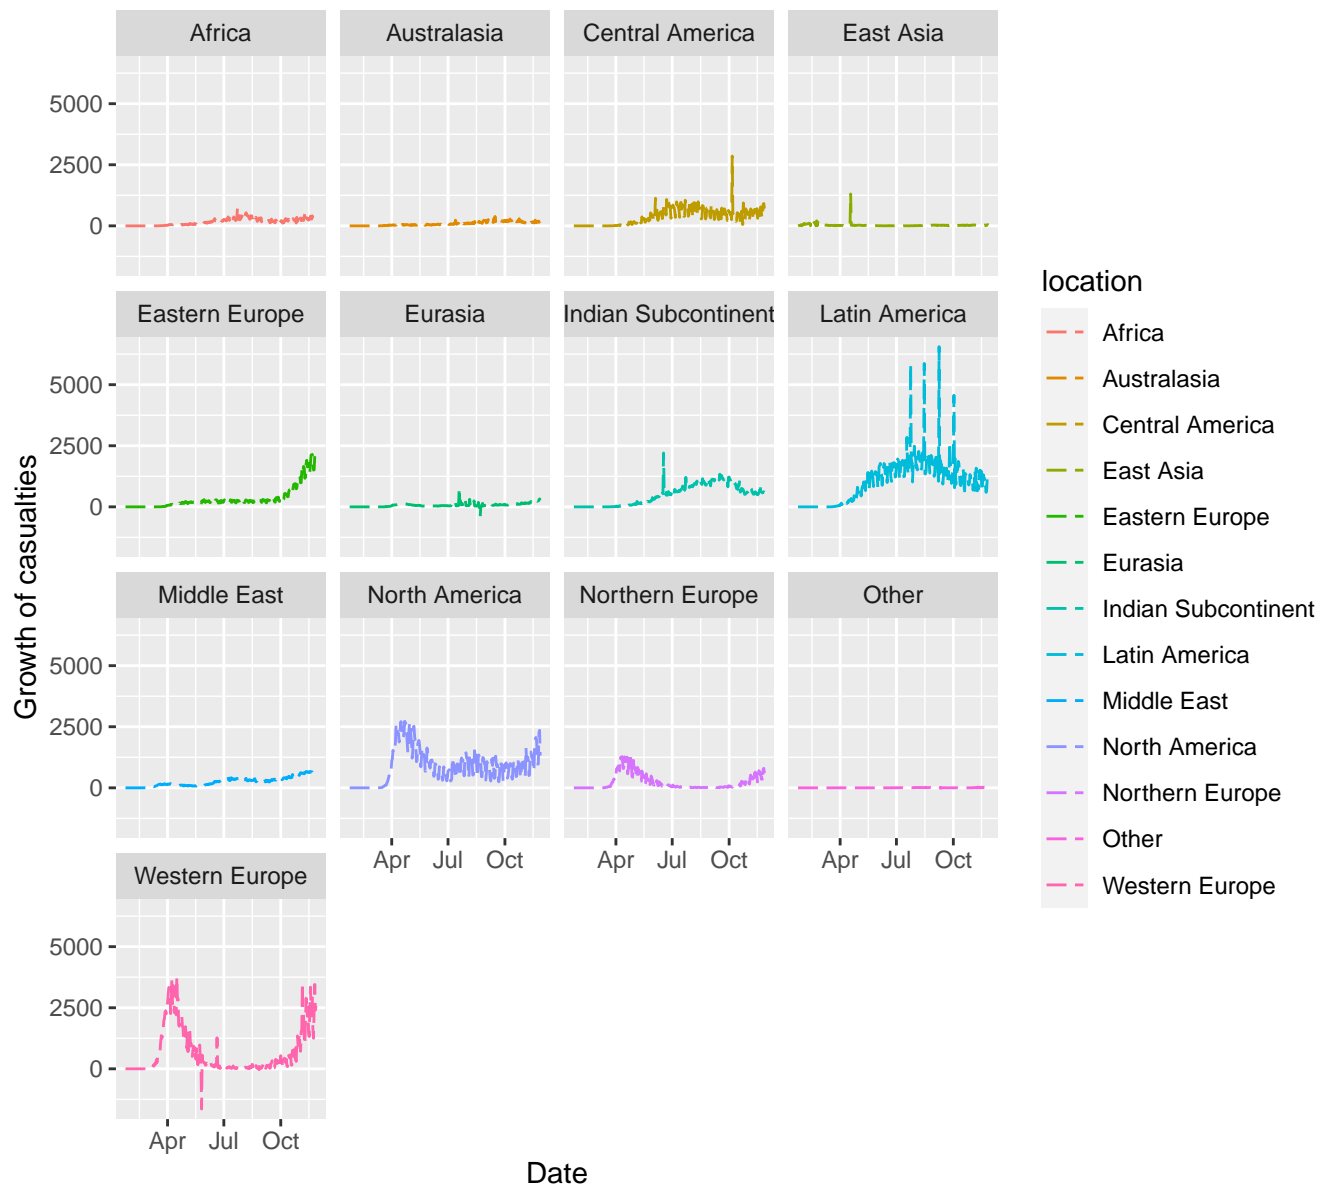 Africa
Australasia
Central America
East Asia
5000
2500
0
Eastern Europe
Eurasia
Indian Subcontinent
Latin America
5000
2500
0
Middle East
North America
Northern Europe
Other
5000
2500
0
Apr Jul Oct
Apr Jul Oct
Apr Jul Oct
Western Europe
5000
2500
0
Apr Jul Oct
Date
Growth of casualties
location
Africa
Australasia
Central America
East Asia
Eastern Europe
Eurasia
Indian Subcontinent
Latin America
Middle East
North America
Northern Europe
Other
Western Europe